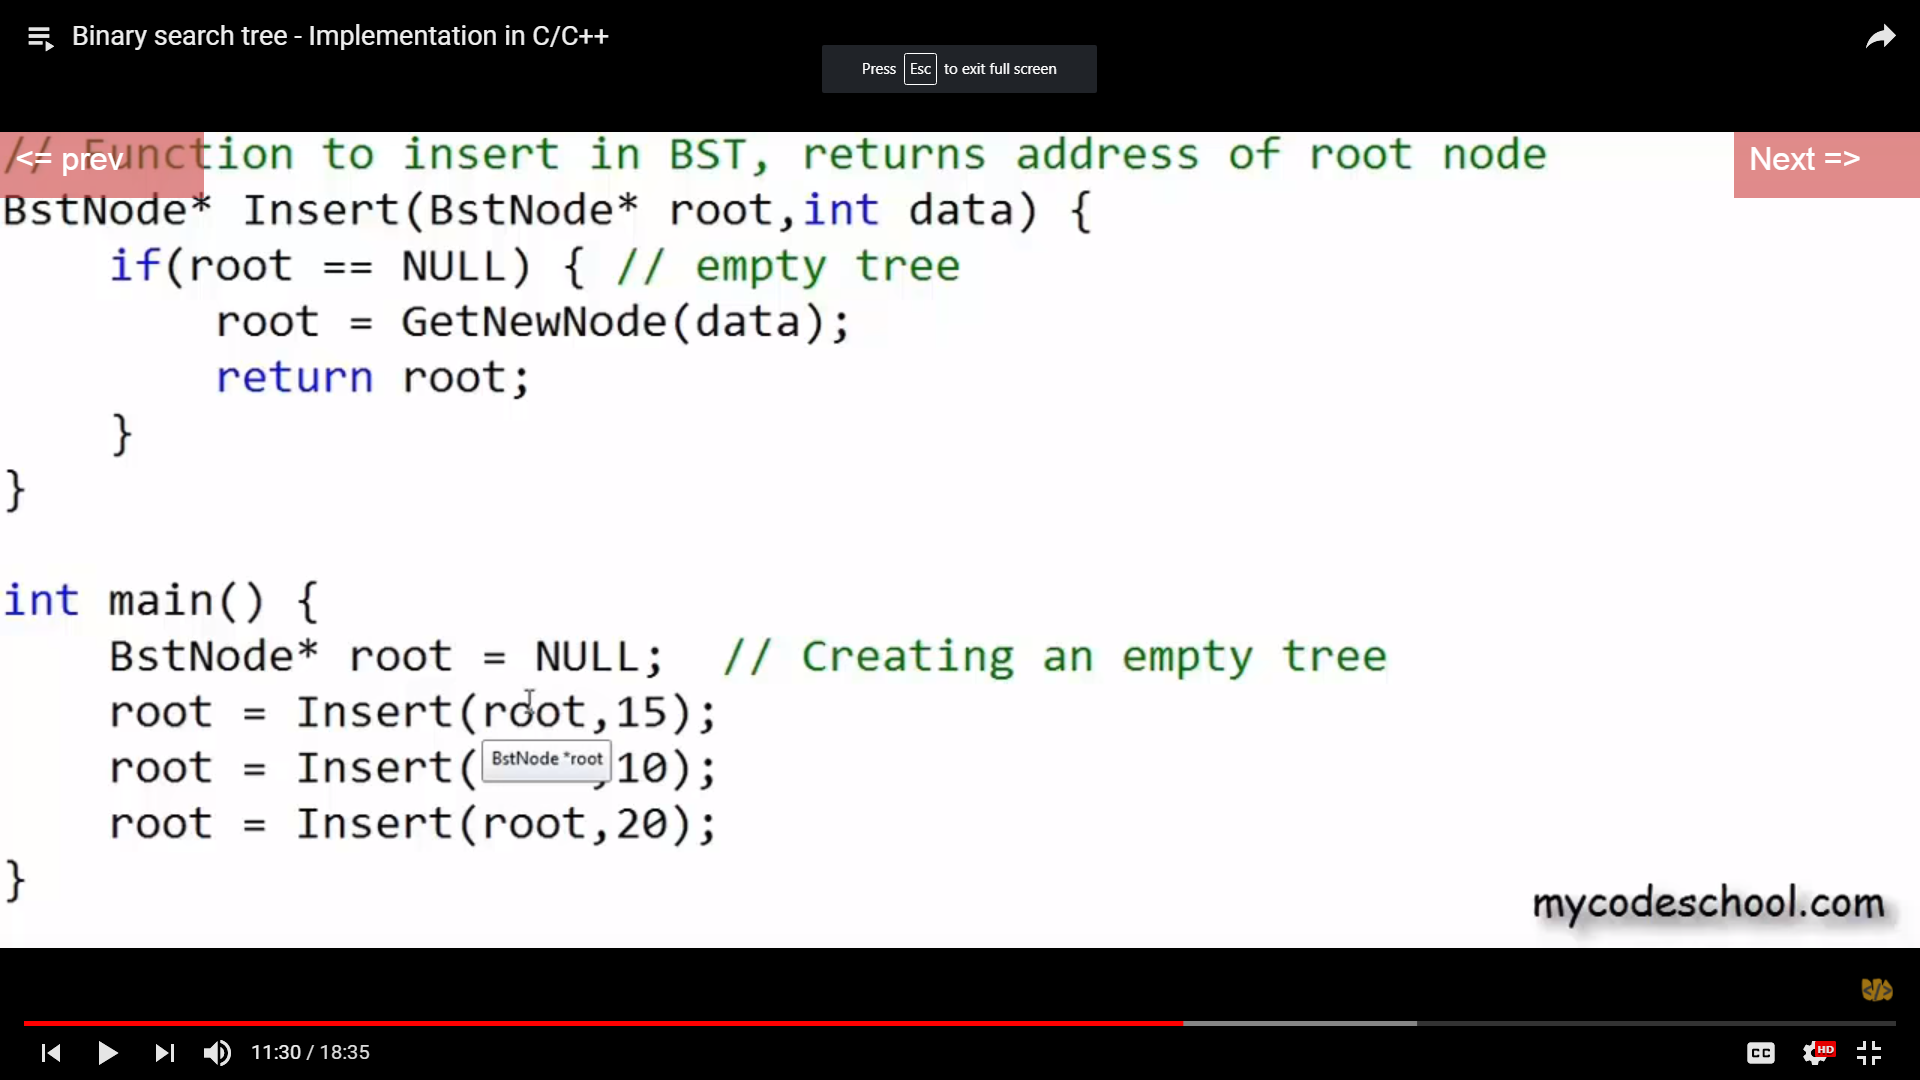 Binary search tree - Implementation in C/C++
Press Esc to exit full screen
<= prev
Next =>
// Function to insert in BST, returns address of root node
BstNode* Insert(BstNode* root,int data) {
    if(root == NULL) { // empty tree
        root = GetNewNode(data);
        return root;
    }
}
int main() {
    BstNode* root = NULL;  // Creating an empty tree
    root = Insert(root,15);
    root = Insert(     ,10);
BstNode *root
    root = Insert(root,20);
}
mycodeschool.com
</>
11:30 / 18:35
CC
HD